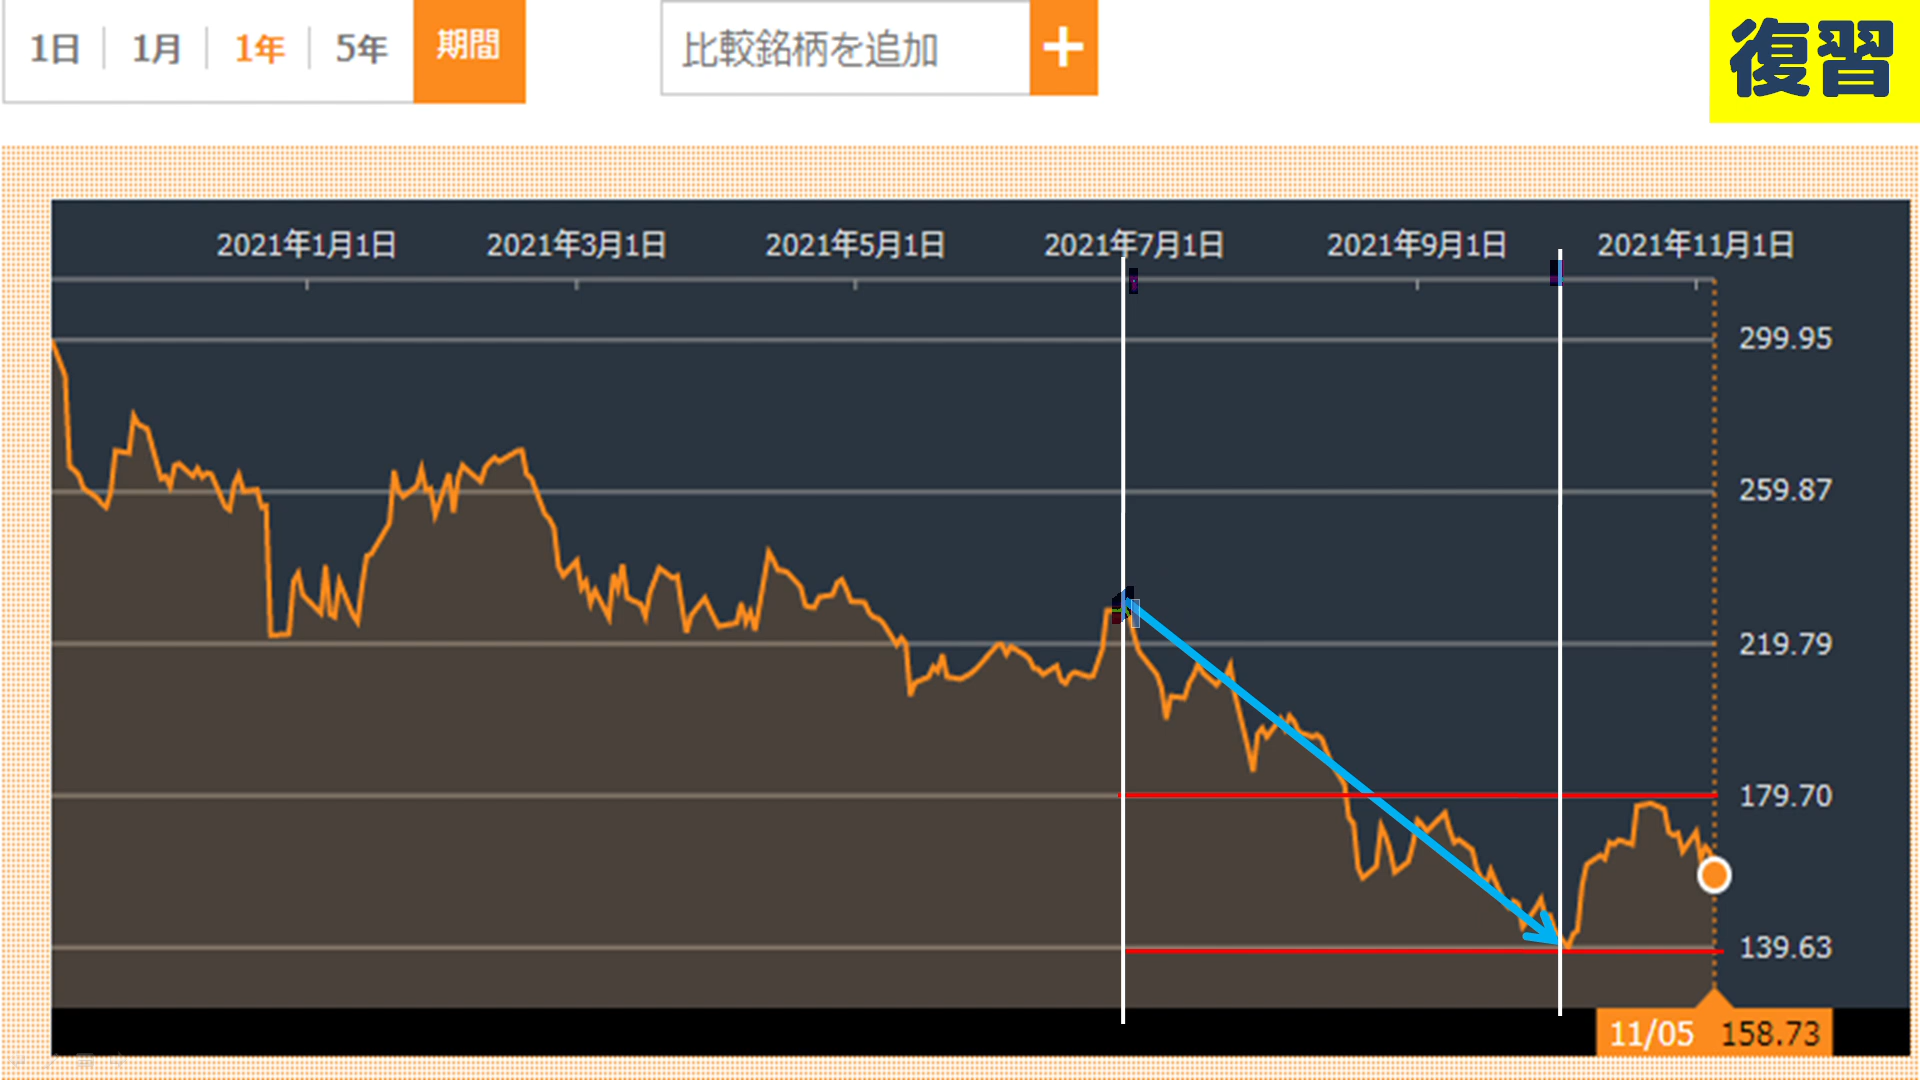 1日 1月 1年 5年 期間
比較銘柄を追加 +
復習
2021年1月1日 2021年3月1日 2021年5月1日 2021年7月1日 2021年9月1日 2021年11月1日
299.95
259.87
219.79
179.70
139.63
11/05 158.73